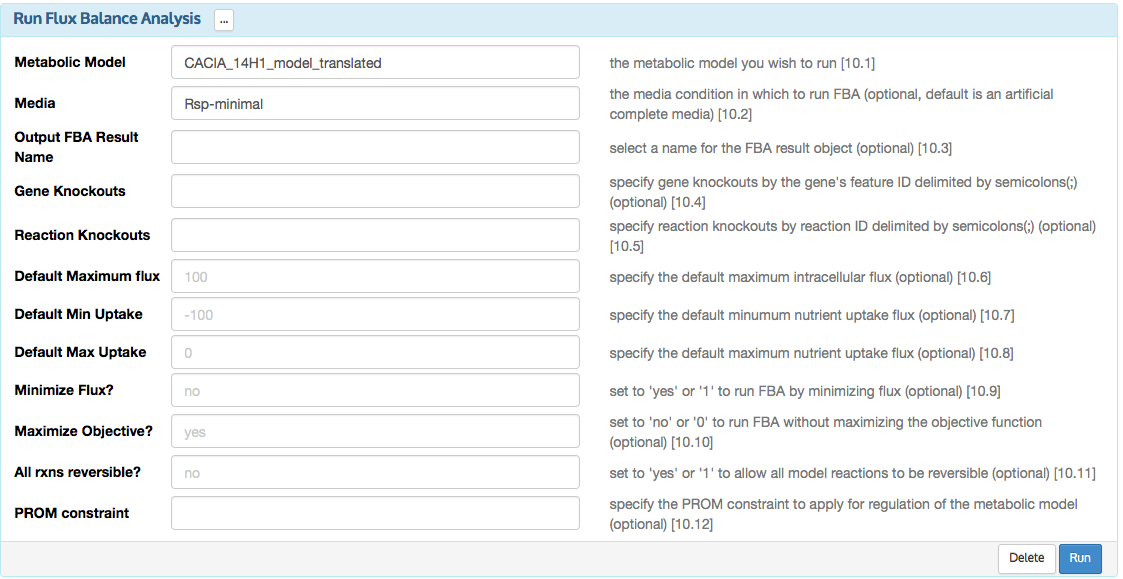 Run Flux Balance Analysis ...
Metabolic Model CACIA_14H1_model_translated the metabolic model you wish to run [10.1]
Media Rsp-minimal the media condition in which to run FBA (optional, default is an artificial
complete media) [10.2]
Output FBA Result
Name select a name for the FBA result object (optional) [10.3]
Gene Knockouts specify gene knockouts by the gene's feature ID delimited by semicolons(;)
(optional) [10.4]
Reaction Knockouts specify reaction knockouts by reaction ID delimited by semicolons(;) (optional)
[10.5]
Default Maximum flux 100 specify the default maximum intracellular flux (optional) [10.6]
Default Min Uptake -100 specify the default minumum nutrient uptake flux (optional) [10.7]
Default Max Uptake 0 specify the default maximum nutrient uptake flux (optional) [10.8]
Minimize Flux? no set to 'yes' or '1' to run FBA by minimizing flux (optional) [10.9]
Maximize Objective? yes set to 'no' or '0' to run FBA without maximizing the objective function
(optional) [10.10]
All rxns reversible? no set to 'yes' or '1' to allow all model reactions to be reversible (optional) [10.11]
PROM constraint specify the PROM constraint to apply for regulation of the metabolic model
(optional) [10.12]
Delete Run